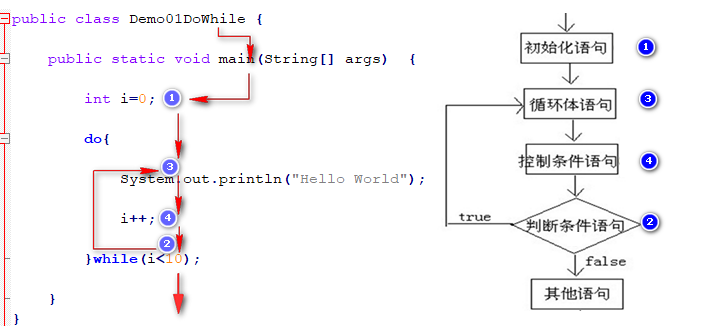 public class Demo01DoWhile {
public static void main(String[] args) {
int i=0; 1
do{
3
System.out.println("Hello World");
i++; 4
2
}while(i<10);
}
}
初始化语句 1
循环体语句 3
控制条件语句 4
true
判断条件语句 2
false
其他语句